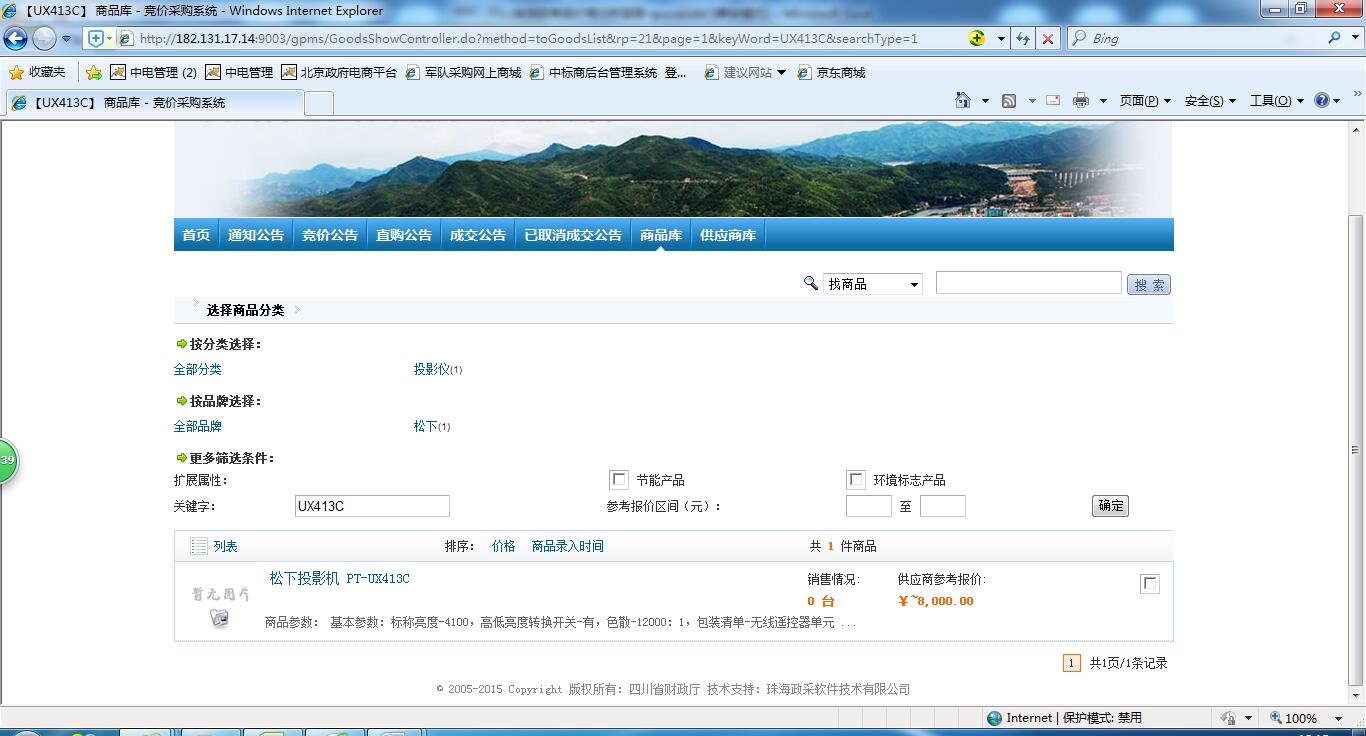 【UX413C】 商品库 - 竞价采购系统 - Windows Internet Explorer
http://182.131.17.14:9003/gpms/GoodsShowController.do?method=toGoodsList&rp=21&page=1&keyWord=UX413C&searchType=1
Bing
收藏夹 中电管理 (2) 中电管理 北京政府电商平台 军队采购网上商城 中标商后台管理系统 登... 建议网站 京东商城
【UX413C】 商品库 - 竞价采购系统
页面(P) 安全(S) 工具(O)
首页 通知公告 竞价公告 直购公告 成交公告 已取消成交公告 商品库 供应商库
找商品 搜 索
选择商品分类
按分类选择：
全部分类 投影仪(1)
按品牌选择：
全部品牌 松下(1)
更多筛选条件：
39
扩展属性： 节能产品 环境标志产品
关键字： UX413C 参考报价区间（元）： 至 确定
列表 排序： 价格 商品录入时间 共 1 件商品
松下投影机 PT-UX413C 销售情况： 供应商参考报价：
暂无图片
0 台 ￥~8,000.00
商品参数： 基本参数：标称亮度-4100，高低亮度转换开关-有，色散-12000：1，包装清单-无线遥控器单元 ...
1 共1页/1条记录
© 2005-2015 Copyright 版权所有：四川省财政厅 技术支持：珠海政采软件技术有限公司
Internet | 保护模式: 禁用 100%